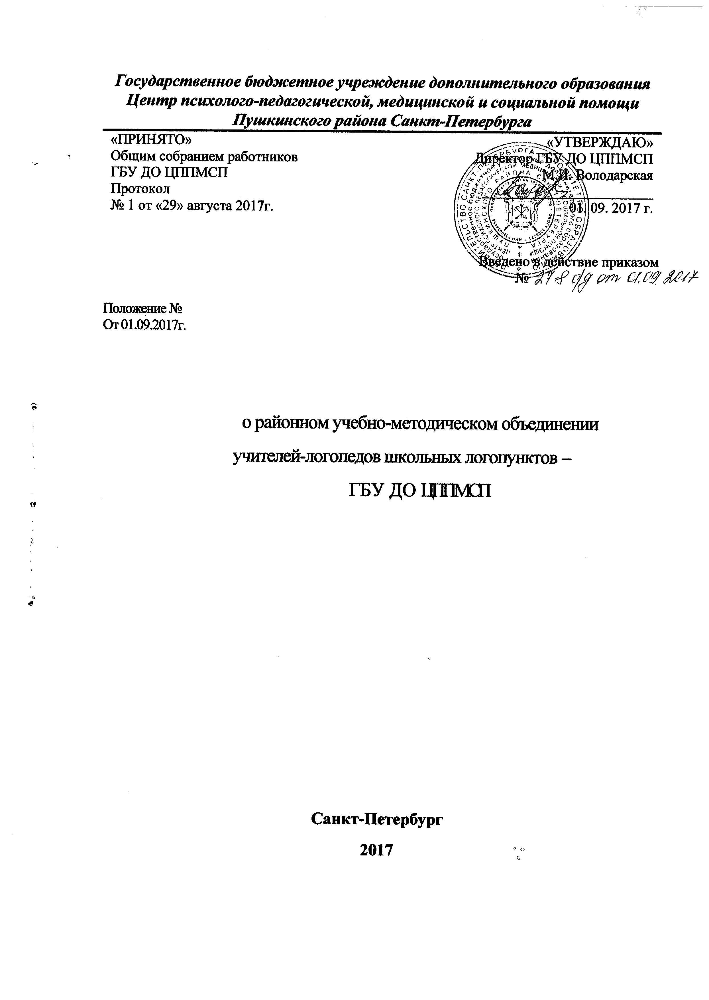 Государственное бюджетное учреждение дополнительного образования
Центр психолого-педагогической, медицинской и социальной помощи
Пушкинского района Санкт-Петербурга
«ПРИНЯТО»
Общим собранием работников
ГБУ ДО ЦППМСП
Протокол
№ 1 от «29» августа 2017г.
«УТВЕРЖДАЮ»
Директор ГБУ ДО ЦППМСП
М.И. Володарская
01. 09. 2017 г.
Введено в действие приказом
№ 278 о/д от 01.09.2017
Положение №
От 01.09.2017г.
о районном учебно-методическом объединении
учителей-логопедов школьных логопунктов –
ГБУ ДО ЦППМСП
Санкт-Петербург
2017